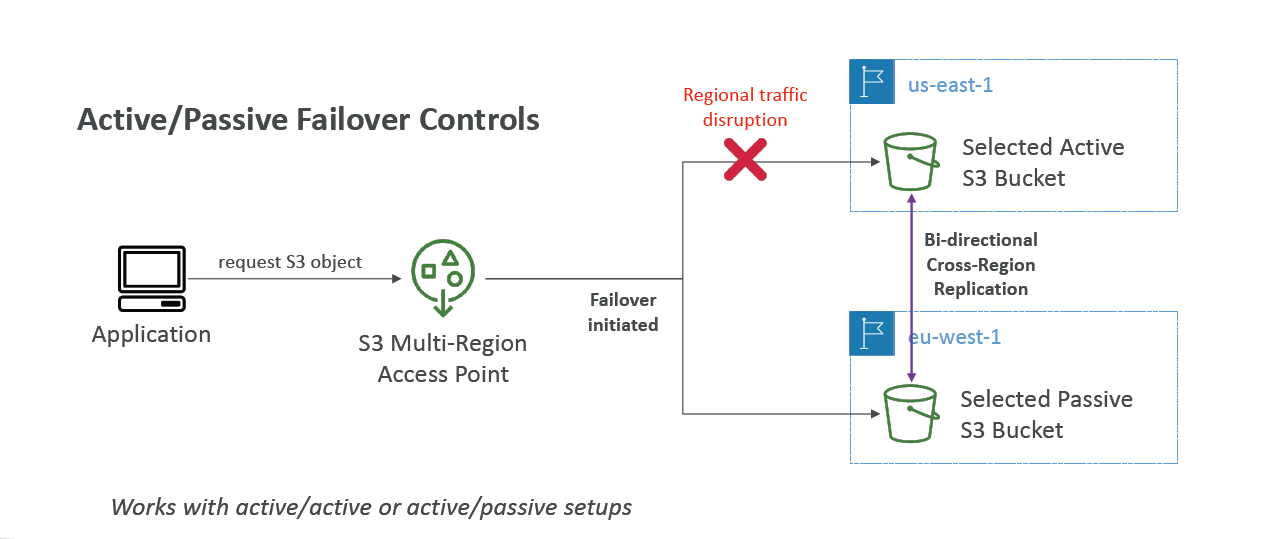 Active/Passive Failover Controls
Regional traffic
disruption
us-east-1
Selected Active
S3 Bucket
request S3 object
Application
S3 Multi-Region
Access Point
Failover
initiated
Bi-directional
Cross-Region
Replication
eu-west-1
Selected Passive
S3 Bucket
Works with active/active or active/passive setups